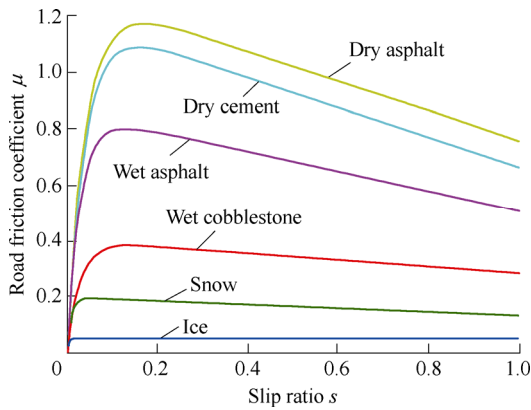 1.2
1.0
0.8
0.6
0.4
0.2
0
0.2
0.4
0.6
0.8
1.0
Road friction coefficient μ
Slip ratio s
Dry asphalt
Dry cement
Wet asphalt
Wet cobblestone
Snow
Ice